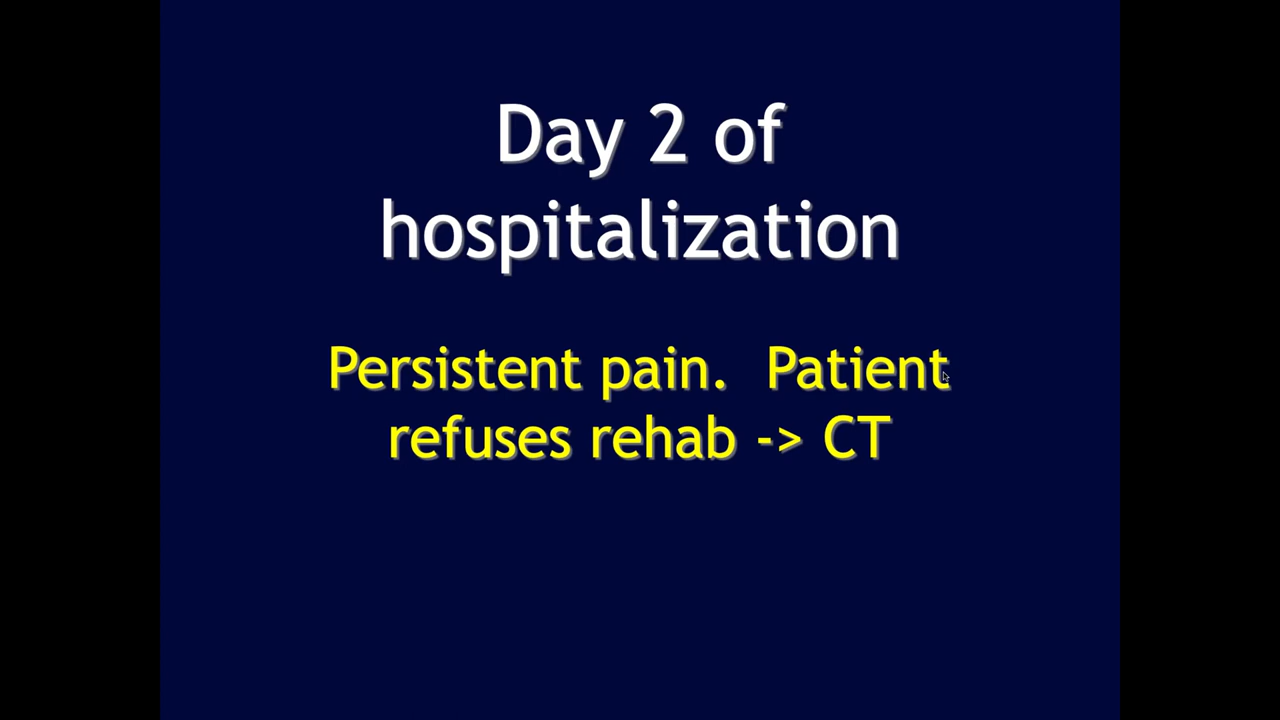 Day 2 of
hospitalization
Persistent pain.  Patient
refuses rehab -> CT